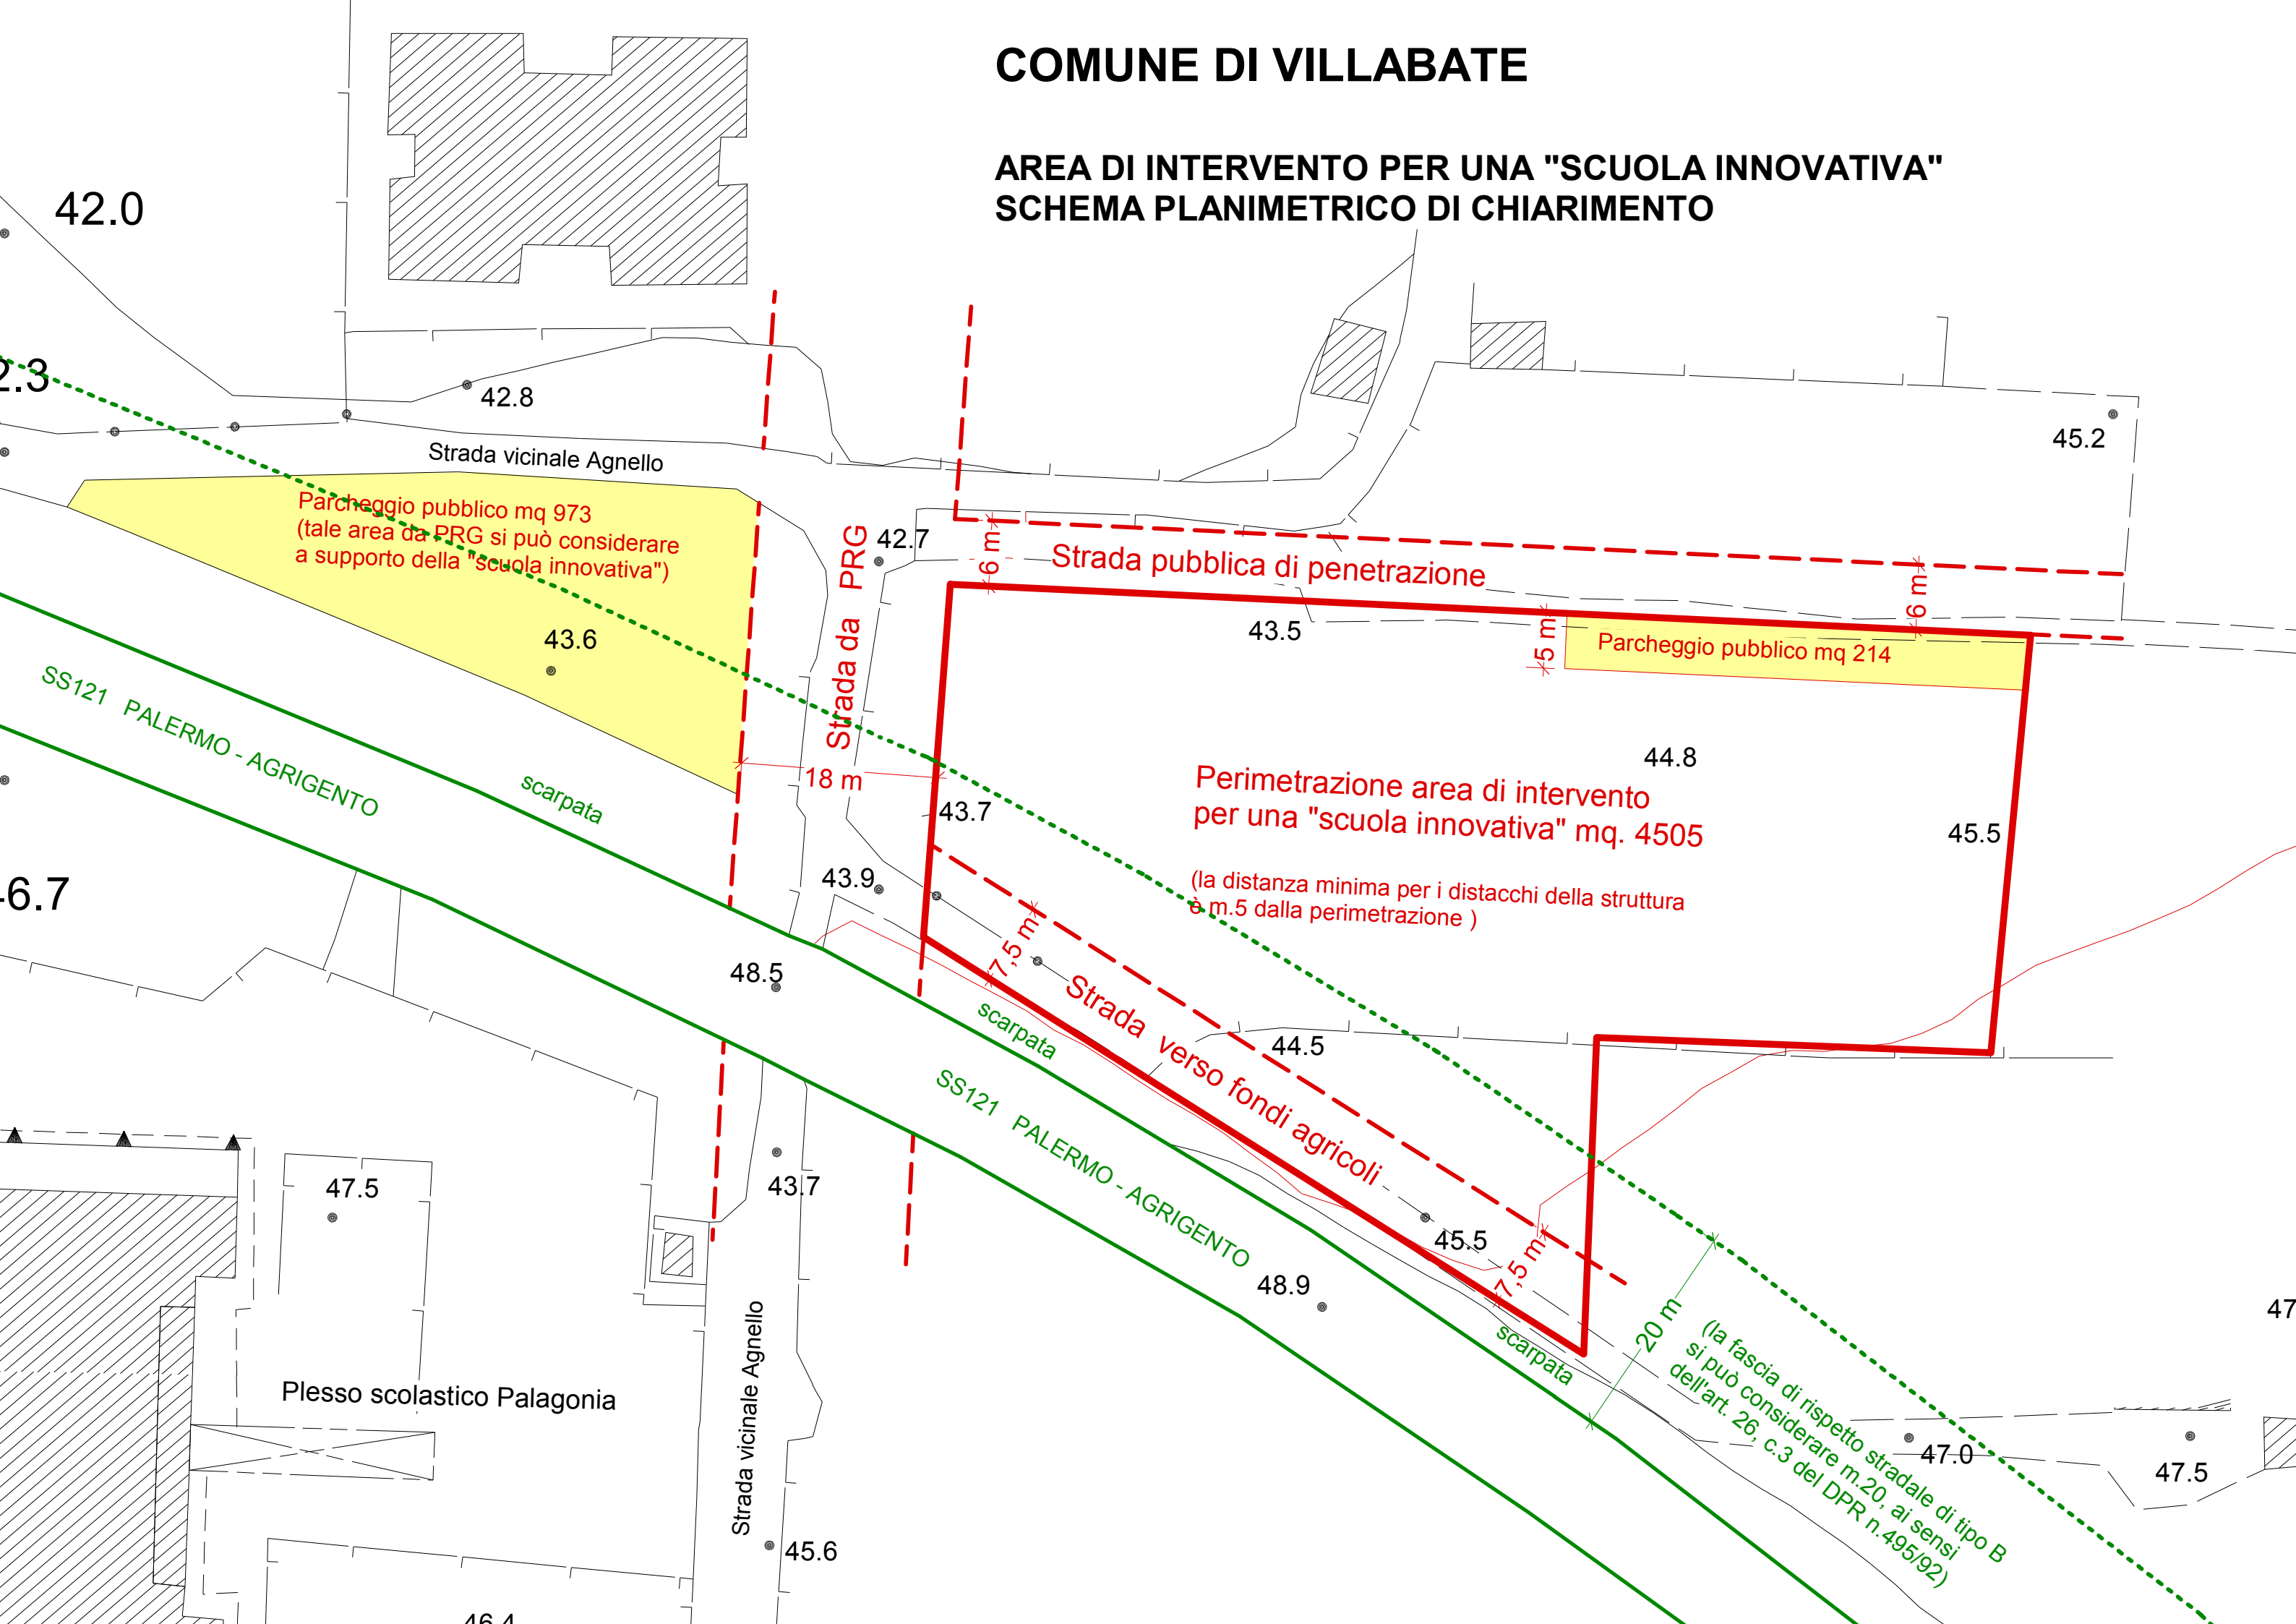 COMUNE DI VILLABATE
AREA DI INTERVENTO PER UNA "SCUOLA INNOVATIVA"
SCHEMA PLANIMETRICO DI CHIARIMENTO
42.0
2.3
42.8
45.2
Strada vicinale Agnello
Parcheggio pubblico mq 973
(tale area da PRG si può considerare
a supporto della "scuola innovativa")
43.6
Strada da PRG
42.7
6 m
Strada pubblica di penetrazione
6 m
43.5
5 m
Parcheggio pubblico mq 214
SS121 PALERMO - AGRIGENTO
scarpata
18 m
43.7
44.8
Perimetrazione area di intervento
per una "scuola innovativa" mq. 4505
45.5
(la distanza minima per i distacchi della struttura
è m.5 dalla perimetrazione )
43.9
46.7
7,5 m
48.5
Strada verso fondi agricoli
scarpata
44.5
SS121 PALERMO - AGRIGENTO
43.7
47.5
45.5
7,5 m
48.9
scarpata
20 m
(la fascia di rispetto stradale di tipo B
si può considerare m.20, ai sensi
dell'art. 26, c.3 del DPR n.495/92)
47
47.0
47.5
Plesso scolastico Palagonia
Strada vicinale Agnello
45.6
46.4